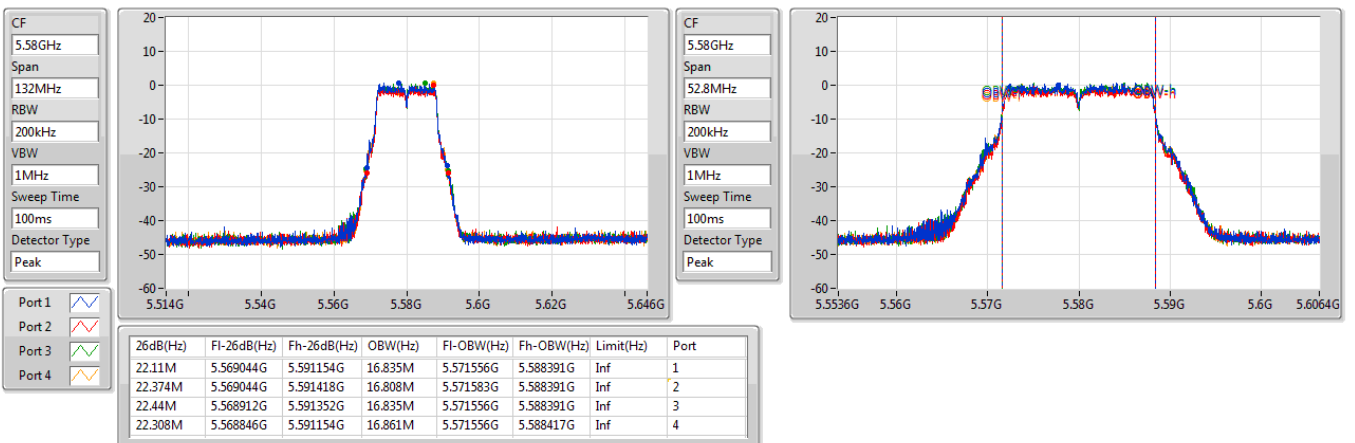 CF
5.58GHz
Span
132MHz
RBW
200kHz
VBW
1MHz
Sweep Time
100ms
Detector Type
Peak
Port 1
Port 2
Port 3
Port 4
20
10
0
-10
-20
-30
-40
-50
-60
5.514G 5.54G 5.56G 5.58G 5.6G 5.62G 5.646G
CF
5.58GHz
Span
52.8MHz
RBW
200kHz
VBW
1MHz
Sweep Time
100ms
Detector Type
Peak
20
10
0
-10
-20
-30
-40
-50
-60
5.5536G 5.56G 5.57G 5.58G 5.59G 5.6G 5.6064G
26dB(Hz) Fl-26dB(Hz) Fh-26dB(Hz) OBW(Hz) Fl-OBW(Hz) Fh-OBW(Hz) Limit(Hz) Port
22.11M 5.569044G 5.591154G 16.835M 5.571556G 5.588391G Inf 1
22.374M 5.569044G 5.591418G 16.808M 5.571583G 5.588391G Inf 2
22.44M 5.568912G 5.591352G 16.835M 5.571556G 5.588391G Inf 3
22.308M 5.568846G 5.591154G 16.861M 5.571556G 5.588417G Inf 4